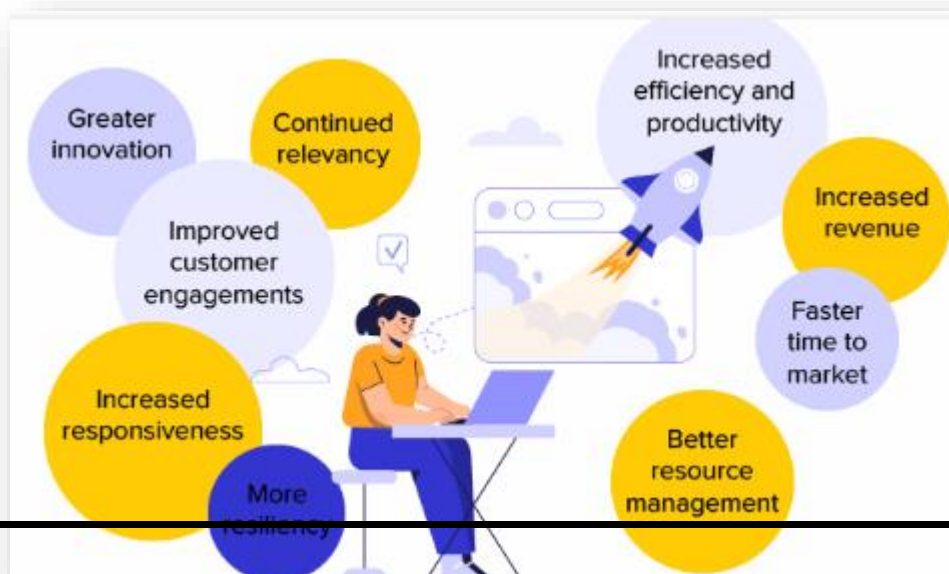 Greater
innovation
Continued
relevancy
Improved
customer
engagements
Increased
responsiveness
More
resiliency
Increased
efficiency and
productivity
Increased
revenue
Faster
time to
market
Better
resource
management